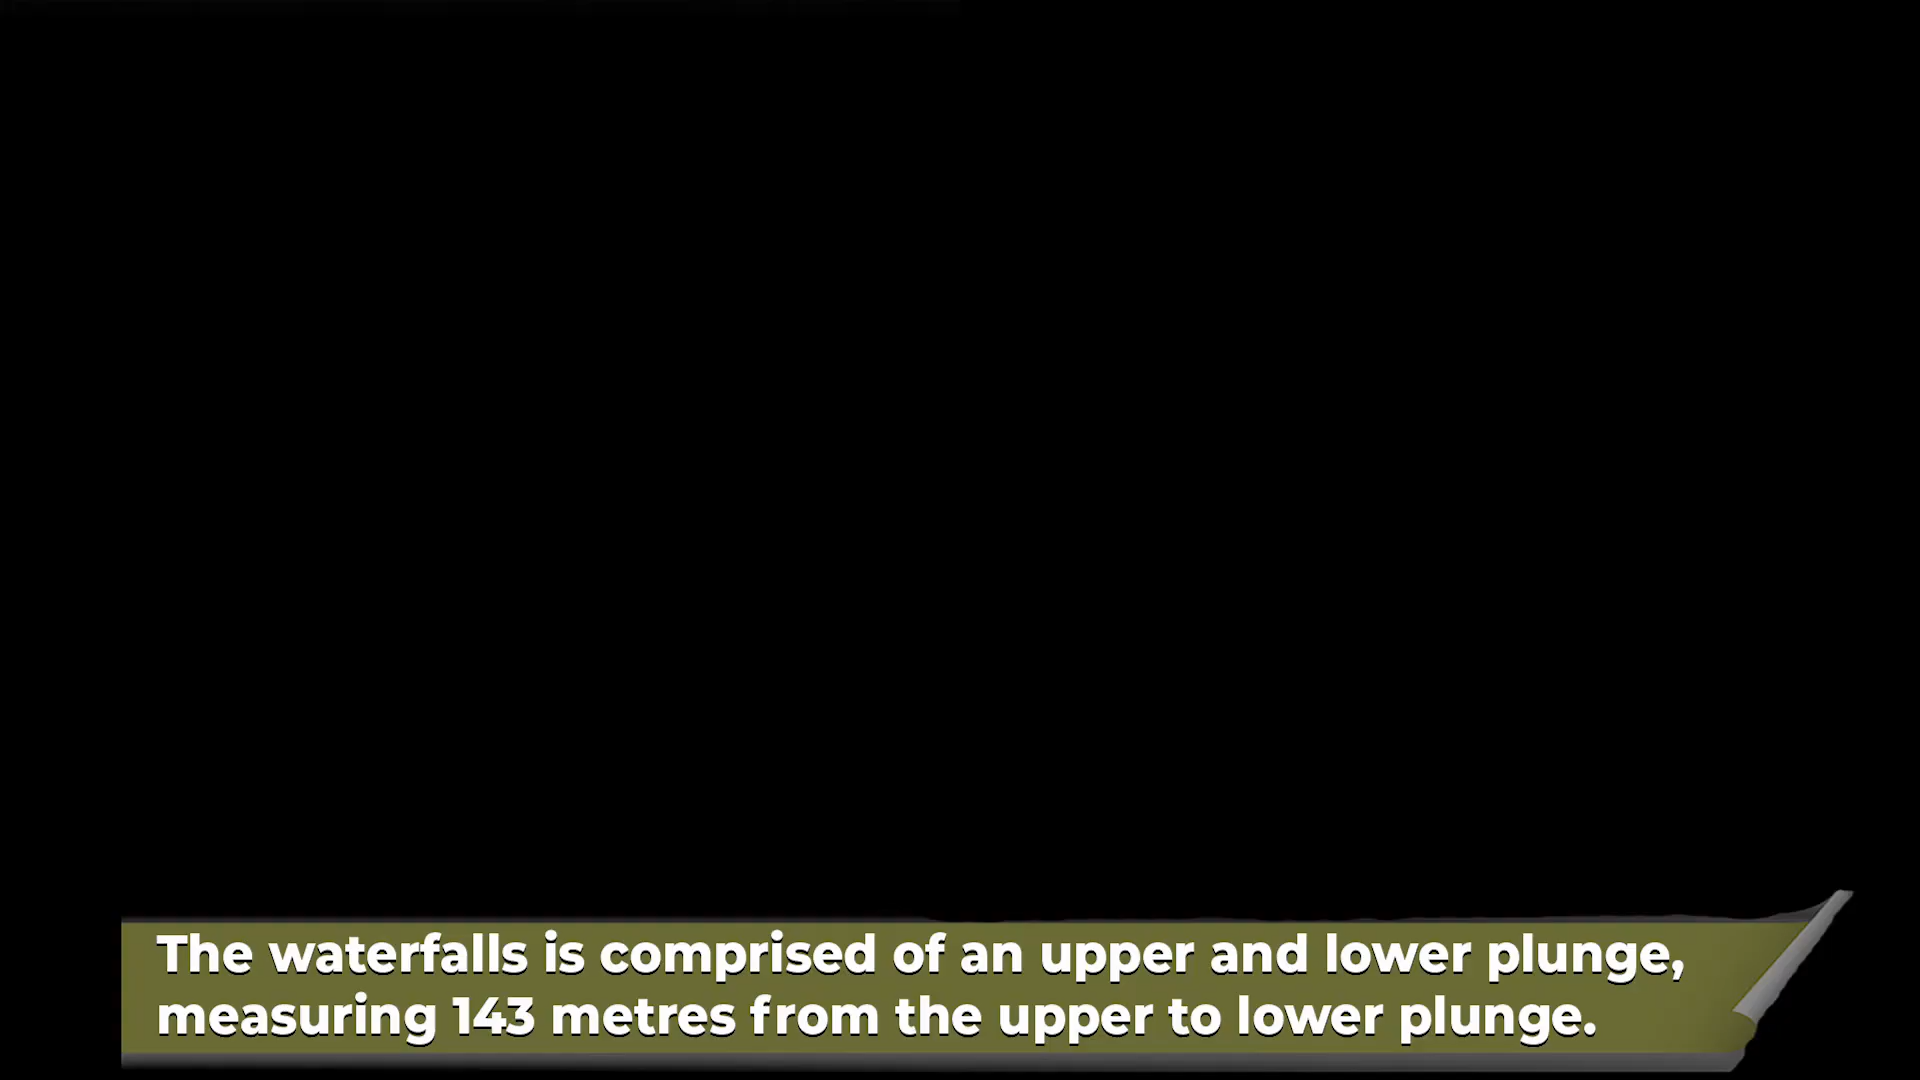 The waterfalls is comprised of an upper and lower plunge,
measuring 143 metres from the upper to lower plunge.